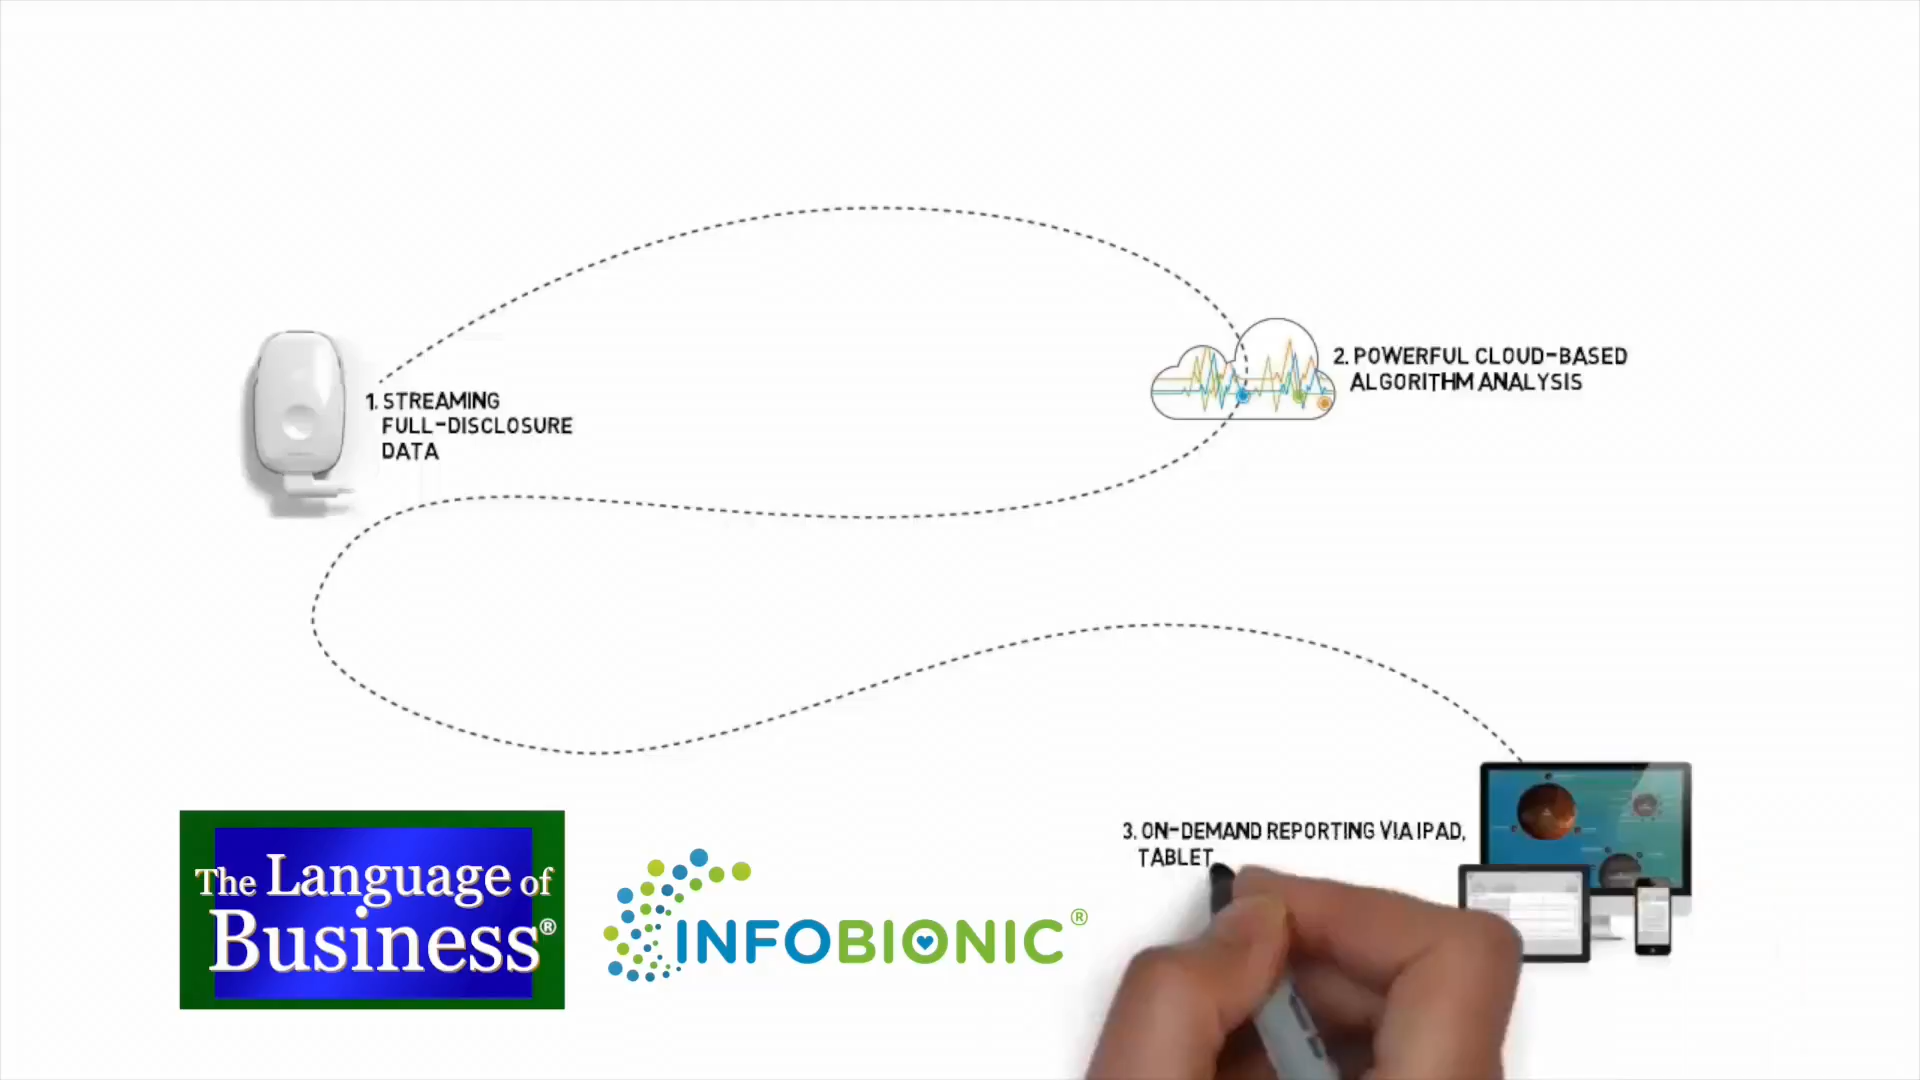 1. STREAMING
FULL-DISCLOSURE
DATA
2. POWERFUL CLOUD-BASED
ALGORITHM ANALYSIS
3. ON-DEMAND REPORTING VIA IPAD,
TABLET
The Language of
Business®
INFOBIONIC®